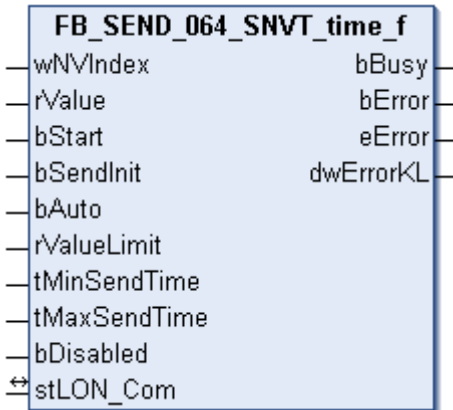 FB_SEND_064_SNVT_time_f
wNVIndex bBusy
rValue bError
bStart eError
bSendInit dwErrorKL
bAuto
rValueLimit
tMinSendTime
tMaxSendTime
bDisabled
stLON_Com